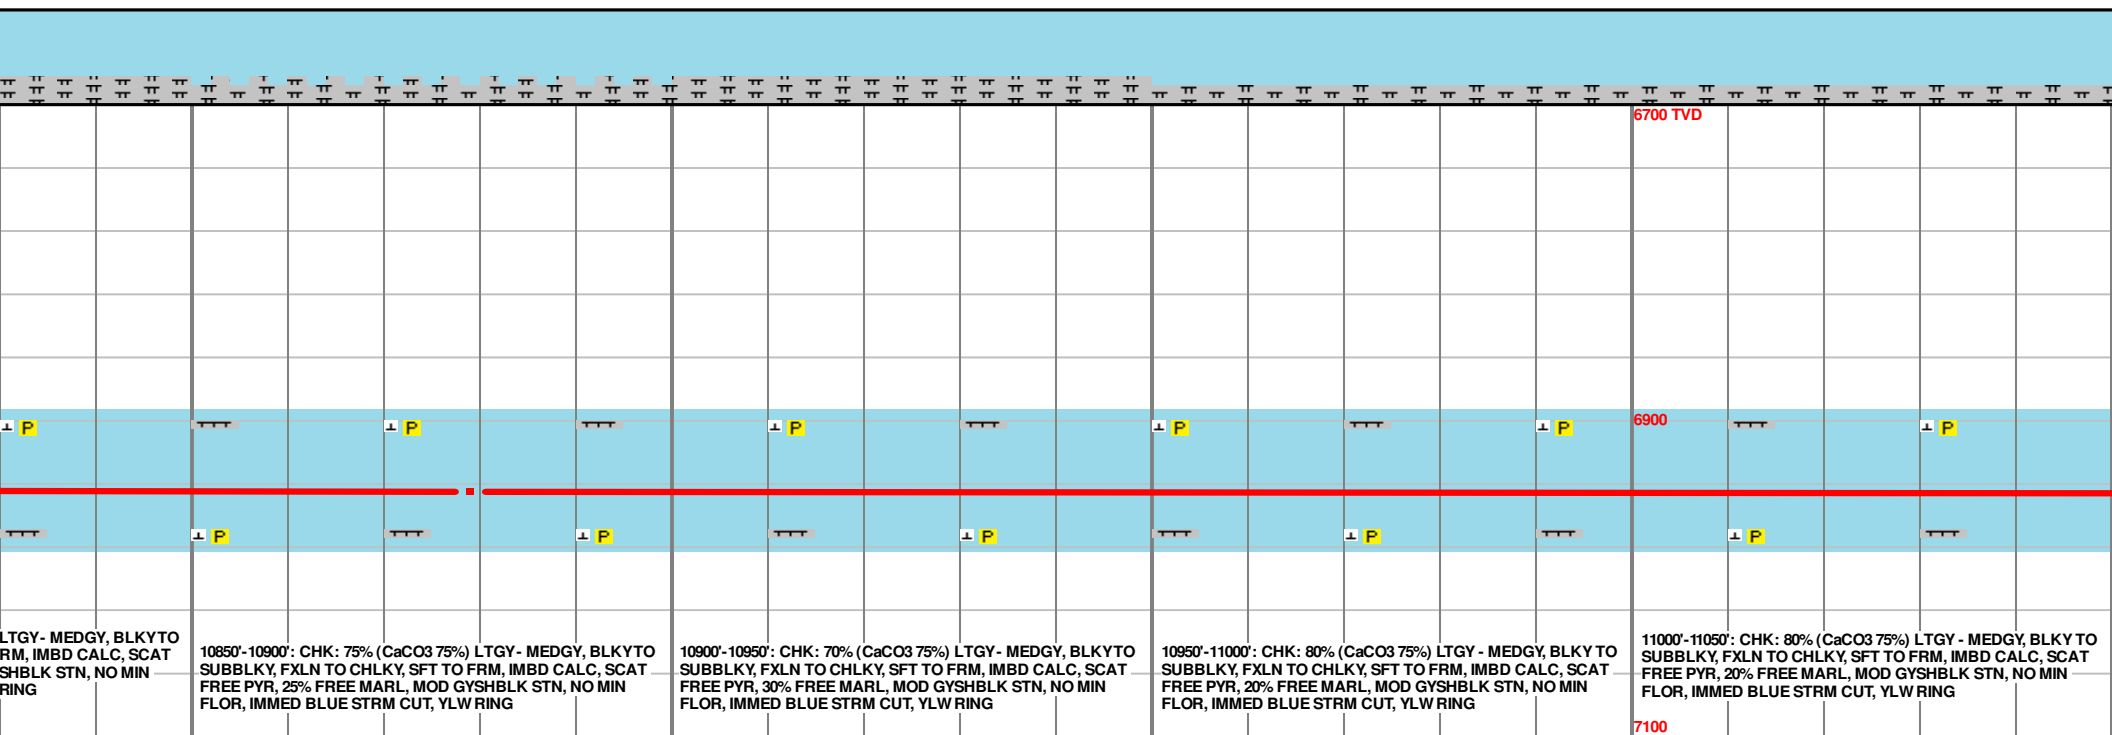 6700 TVD
P P P P P P
6900
P P P P P
LTGY- MEDGY, BLKY TO
RM, IMBD CALC, SCAT
SHBLK STN, NO MIN
RING
10850'-10900': CHK: 75% (CaCO3 75%) LTGY- MEDGY, BLKY TO
SUBBLKY, FXLN TO CHLKY, SFT TO FRM, IMBD CALC, SCAT
FREE PYR, 25% FREE MARL, MOD GYSHBLK STN, NO MIN
FLOR, IMMED BLUE STRM CUT, YLW RING
10900'-10950': CHK: 70% (CaCO3 75%) LTGY- MEDGY, BLKY TO
SUBBLKY, FXLN TO CHLKY, SFT TO FRM, IMBD CALC, SCAT
FREE PYR, 30% FREE MARL, MOD GYSHBLK STN, NO MIN
FLOR, IMMED BLUE STRM CUT, YLW RING
10950'-11000': CHK: 80% (CaCO3 75%) LTGY - MEDGY, BLKY TO
SUBBLKY, FXLN TO CHLKY, SFT TO FRM, IMBD CALC, SCAT
FREE PYR, 20% FREE MARL, MOD GYSHBLK STN, NO MIN
FLOR, IMMED BLUE STRM CUT, YLW RING
11000'-11050': CHK: 80% (CaCO3 75%) LTGY - MEDGY, BLKY TO
SUBBLKY, FXLN TO CHLKY, SFT TO FRM, IMBD CALC, SCAT
FREE PYR, 20% FREE MARL, MOD GYSHBLK STN, NO MIN
FLOR, IMMED BLUE STRM CUT, YLW RING
7100